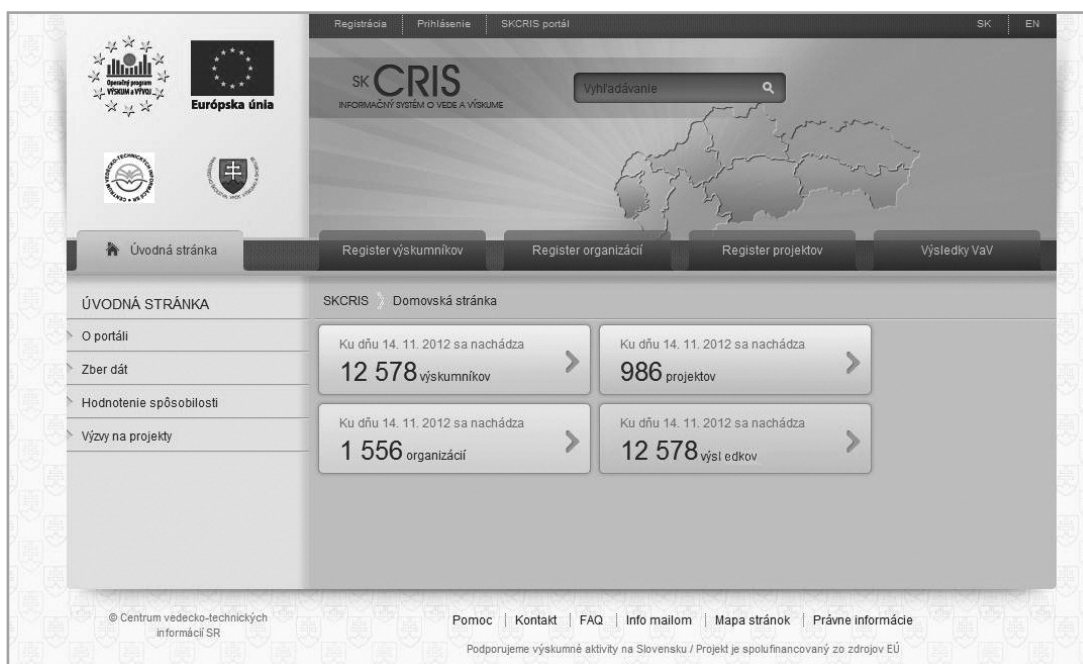 Registrácia Prihlásenie SKCRIS portál SK EN
Operačný program
VÝSKUM a VÝVOJ
Európska únia
SK CRIS
INFORMAČNÝ SYSTÉM O VEDE A VÝSKUME
Vyhľadávanie
Úvodná stránka Register výskumníkov Register organizácií Register projektov Výsledky VaV
ÚVODNÁ STRÁNKA
O portáli
Zber dát
Hodnotenie spôsobilosti
Výzvy na projekty
SKCRIS Domovská stránka
Ku dňu 14. 11. 2012 sa nachádza
12 578 výskumníkov
Ku dňu 14. 11. 2012 sa nachádza
986 projektov
Ku dňu 14. 11. 2012 sa nachádza
1 556 organizácií
Ku dňu 14. 11. 2012 sa nachádza
12 578 výsl edkov
© Centrum vedecko-technických
informácií SR
Pomoc | Kontakt | FAQ | Info mailom | Mapa stránok | Právne informácie
Podporujeme výskumné aktivity na Slovensku / Projekt je spolufinancovaný zo zdrojov EÚ